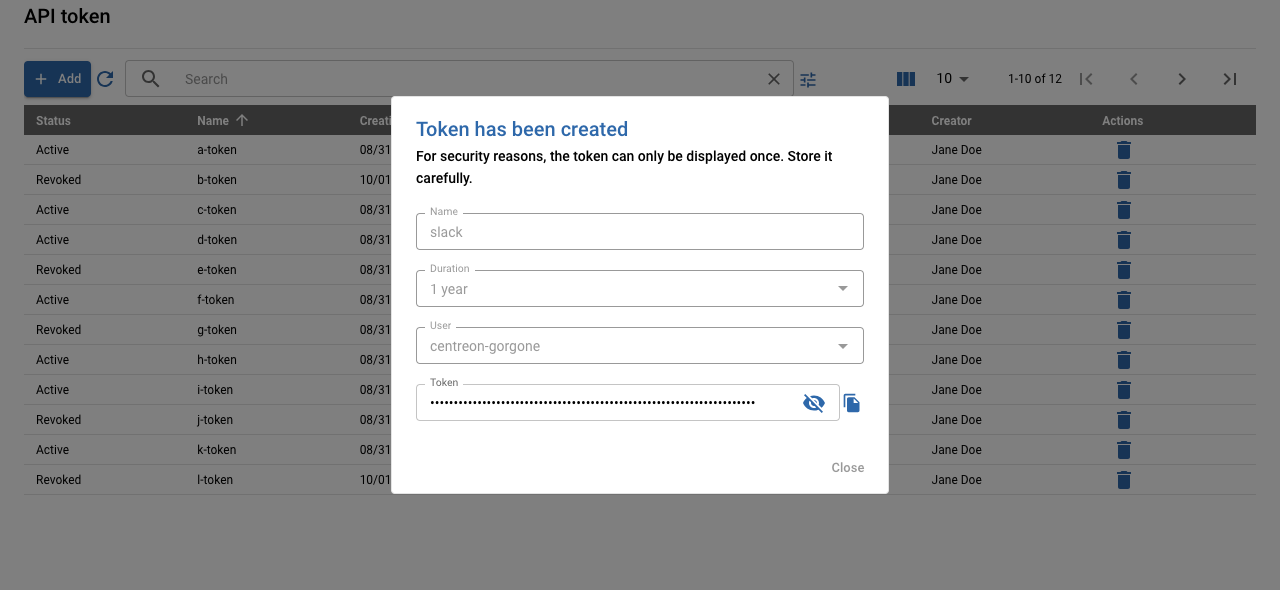 API token
Add
Search
10
1-10 of 12
Status Name Creati Creator Actions
Token has been created
For security reasons, the token can only be displayed once. Store it
carefully.
Name
slack
Duration
1 year
User
centreon-gorgone
Token
Close
Active a-token 08/31 Jane Doe
Revoked b-token 10/01 Jane Doe
Active c-token 08/31 Jane Doe
Active d-token 08/31 Jane Doe
Revoked e-token 08/31 Jane Doe
Active f-token 08/31 Jane Doe
Revoked g-token 08/31 Jane Doe
Active h-token 08/31 Jane Doe
Active i-token 08/31 Jane Doe
Revoked j-token 08/31 Jane Doe
Active k-token 08/31 Jane Doe
Revoked l-token 10/01 Jane Doe